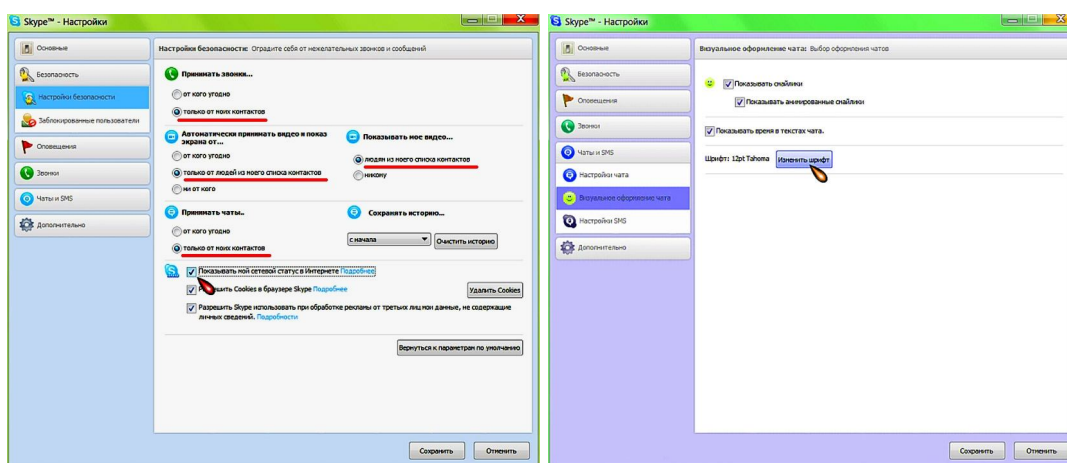 Skype™ - Настройки
Основные
Безопасность
Настройки безопасности
Заблокированные пользователи
Оповещения
Звонки
Чаты и SMS
Дополнительно
Настройки безопасности: Оградите себя от нежелательных звонков и сообщений
Принимать звонки...
от кого угодно
только от моих контактов
Автоматически принимать видео и показ
экрана от...
от кого угодно
только от людей из моего списка контактов
ни от кого
Показывать мое видео...
людям из моего списка контактов
никому
Принимать чаты..
от кого угодно
только от моих контактов
Сохранять историю...
с начала
Очистить историю
Показывать мой сетевой статус в Интернете Подробнее
Разрешить Cookies в браузере Skype Подробнее
Удалить Cookies
Разрешить Skype использовать при обработке рекламы от третьих лиц мои данные, не содержащие
личных сведений. Подробности
Вернуться к параметрам по умолчанию
Сохранить
Отменить
Skype™ - Настройки
Основные
Безопасность
Оповещения
Звонки
Чаты и SMS
Настройки чата
Визуальное оформление чата
Настройки SMS
Дополнительно
Визуальное оформление чата: Выбор оформления чатов
Показывать смайлики
Показывать анимированные смайлики
Показывать время в текстах чата.
Шрифт: 12pt Tahoma
Изменить шрифт
Сохранить
Отменить